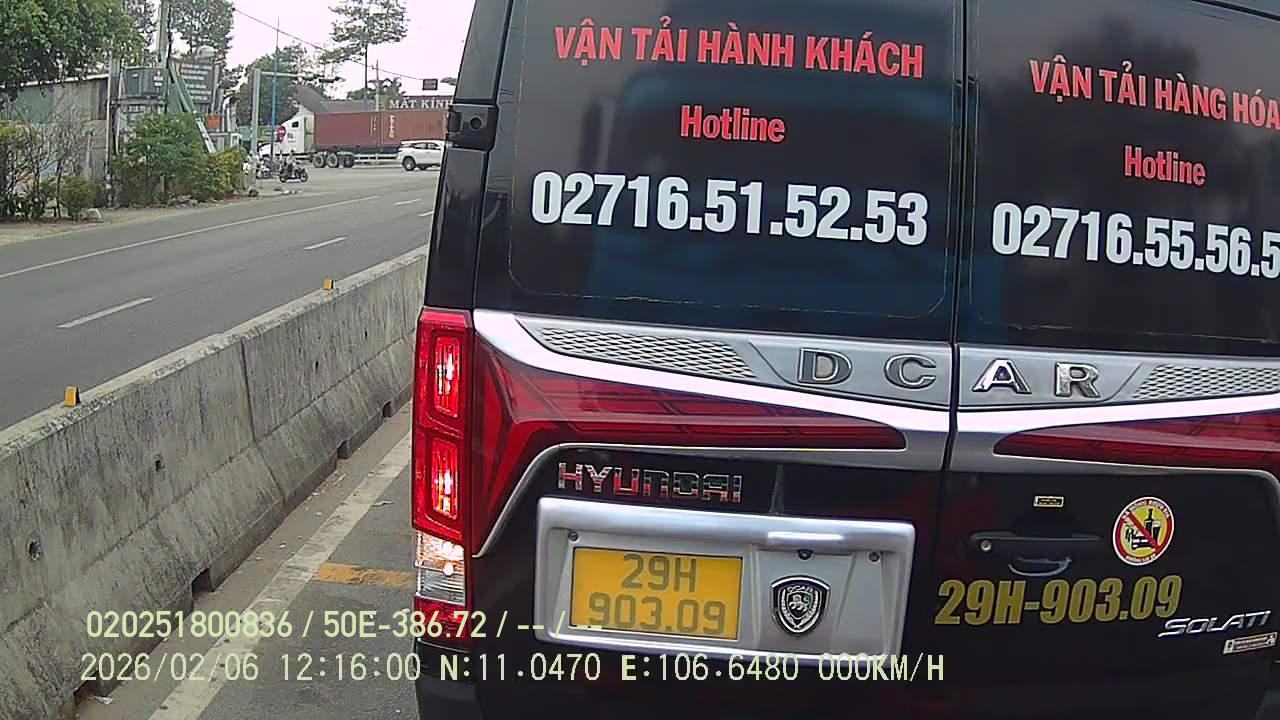 MẤT KÍNH
VẬN TẢI HÀNH KHÁCH
Hotline
02716.51.52.53
VẬN TẢI HÀNG HÓA
Hotline
02716.55.56.5
DCAR
HYUNDAI
29H
903.09
29H-903.09
SOLATI
020251800836 / 50E-386.72 / -- / --
2026/02/06 12:16:00 N:11.0470 E:106.6480 000KM/H